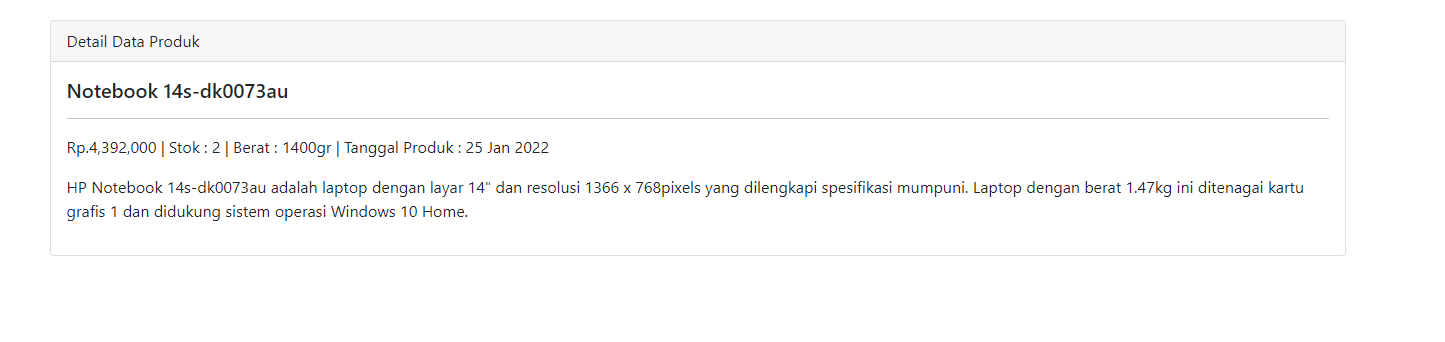 Detail Data Produk
Notebook 14s-dk0073au
Rp.4,392,000 | Stok : 2 | Berat : 1400gr | Tanggal Produk : 25 Jan 2022
HP Notebook 14s-dk0073au adalah laptop dengan layar 14" dan resolusi 1366 x 768pixels yang dilengkapi spesifikasi mumpuni. Laptop dengan berat 1.47kg ini ditenagai kartu
grafis 1 dan didukung sistem operasi Windows 10 Home.